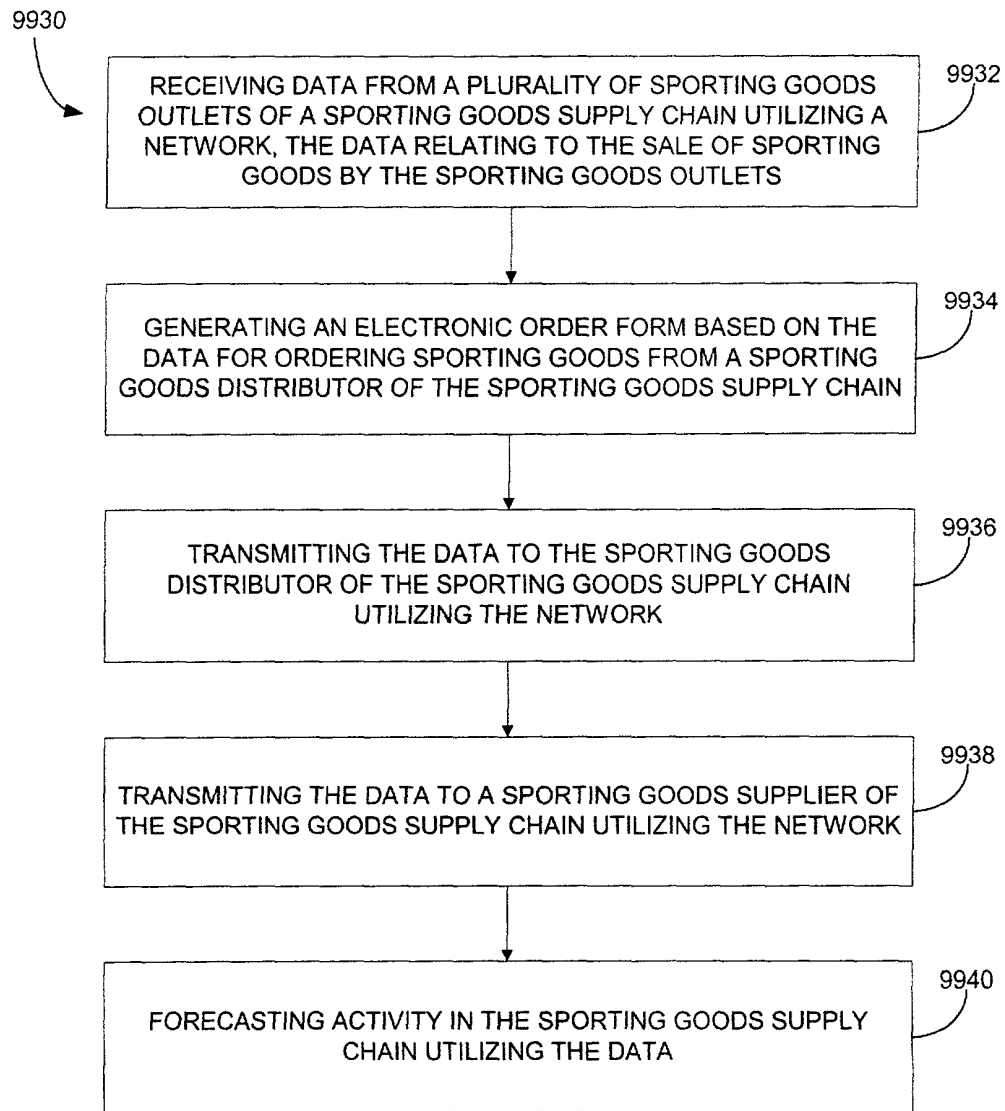 9930
RECEIVING DATA FROM A PLURALITY OF SPORTING GOODS
OUTLETS OF A SPORTING GOODS SUPPLY CHAIN UTILIZING A
NETWORK, THE DATA RELATING TO THE SALE OF SPORTING
GOODS BY THE SPORTING GOODS OUTLETS
9932
GENERATING AN ELECTRONIC ORDER FORM BASED ON THE
DATA FOR ORDERING SPORTING GOODS FROM A SPORTING
GOODS DISTRIBUTOR OF THE SPORTING GOODS SUPPLY CHAIN
9934
TRANSMITTING THE DATA TO THE SPORTING GOODS
DISTRIBUTOR OF THE SPORTING GOODS SUPPLY CHAIN
UTILIZING THE NETWORK
9936
TRANSMITTING THE DATA TO A SPORTING GOODS SUPPLIER OF
THE SPORTING GOODS SUPPLY CHAIN UTILIZING THE NETWORK
9938
FORECASTING ACTIVITY IN THE SPORTING GOODS SUPPLY
CHAIN UTILIZING THE DATA
9940